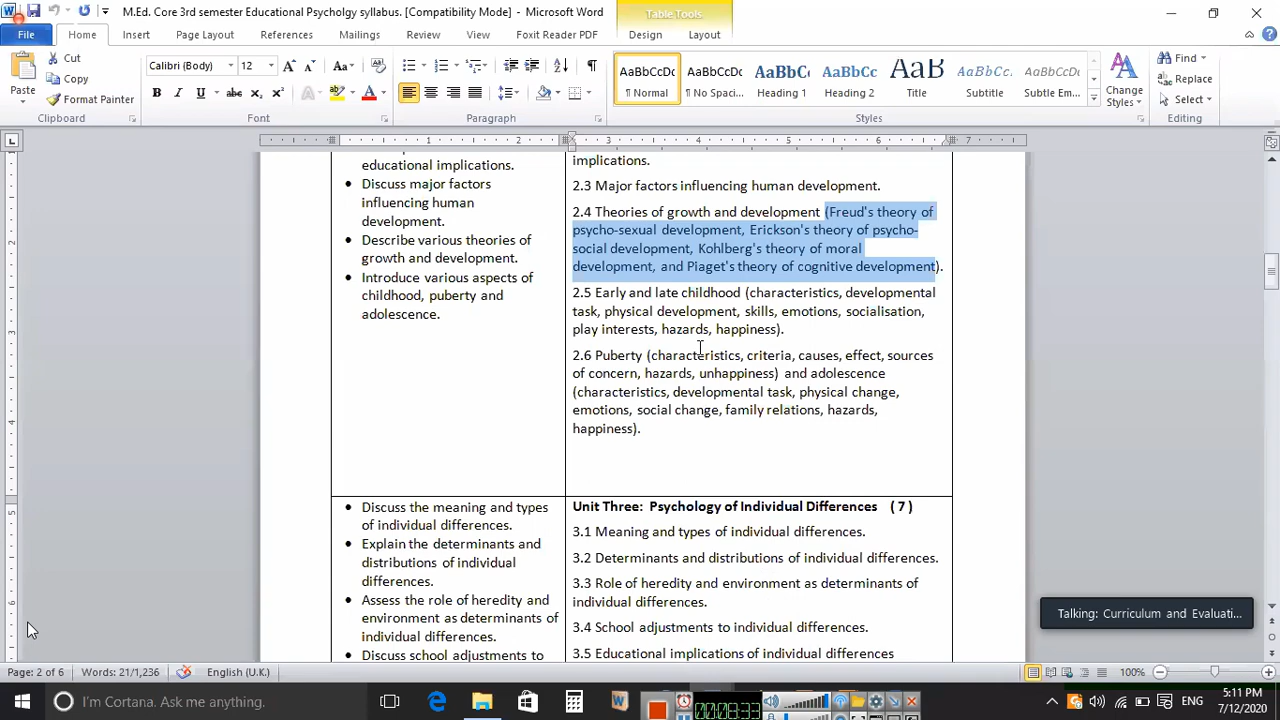 M.Ed. Core 3rd semester Educational Psycholgy syllabus. [Compatibility Mode] - Microsoft Word
Table Tools
File Home Insert Page Layout References Mailings Review View Foxit Reader PDF Design Layout
Paste
Cut
Copy
Format Painter
Clipboard
Calibri (Body) 12
Font
Paragraph
AaBbCcDc AaBbCcDc AaBbCc AaBbCc AaB AaBbCcL AaBbCcDc
¶ Normal ¶ No Spaci... Heading 1 Heading 2 Title Subtitle Subtle Em...
Styles
Change
Styles
Find
Replace
Select
Editing
1 2 3 4 5 6 7
educational implications.
Discuss major factors
influencing human
development.
Describe various theories of
growth and development.
Introduce various aspects of
childhood, puberty and
adolescence.
implications.
2.3 Major factors influencing human development.
2.4 Theories of growth and development (Freud's theory of
psycho-sexual development, Erickson's theory of psycho-
social development, Kohlberg's theory of moral
development, and Piaget's theory of cognitive development).
2.5 Early and late childhood (characteristics, developmental
task, physical development, skills, emotions, socialisation,
play interests, hazards, happiness).
2.6 Puberty (characteristics, criteria, causes, effect, sources
of concern, hazards, unhappiness) and adolescence
(characteristics, developmental task, physical change,
emotions, social change, family relations, hazards,
happiness).
Discuss the meaning and types
of individual differences.
Explain the determinants and
distributions of individual
differences.
Assess the role of heredity and
environment as determinants of
individual differences.
Discuss school adjustments to
Unit Three: Psychology of Individual Differences ( 7 )
3.1 Meaning and types of individual differences.
3.2 Determinants and distributions of individual differences.
3.3 Role of heredity and environment as determinants of
individual differences.
3.4 School adjustments to individual differences.
3.5 Educational implications of individual differences
Talking: Curriculum and Evaluati...
Page: 2 of 6 Words: 21/1,236 English (U.K.) 100%
I'm Cortana. Ask me anything.
00:08:33
ENG
5:11 PM
7/12/2020